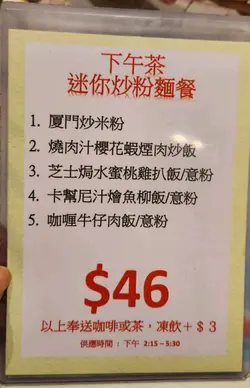 下午茶
迷你炒粉麵餐
1. 廈門炒米粉
2. 燒肉汁櫻花蝦煙肉炒飯
3. 芝士焗水蜜桃雞扒飯/意粉
4. 卡幫尼汁燴魚柳飯/意粉
5. 咖喱牛仔肉飯/意粉
$46
以上奉送咖啡或茶，凍飲＋＄３
供應時間：下午 2:15－5:30